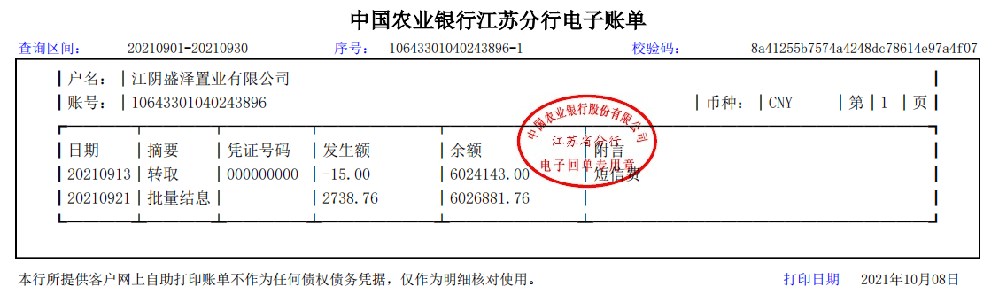 中国农业银行江苏分行电子账单
查询区间： 20210901-20210930 序号： 10643301040243896-1 校验码： 8a41255b7574a4248dc78614e97a4f07
户名： 江阴盛泽置业有限公司
账号： 10643301040243896 币种： CNY 第 1 页
中国农业银行股份有限公司
江苏省分行
电子回单专用章
日期 摘要 凭证号码 发生额 余额 附言
20210913 转取 000000000 -15.00 6024143.00 短信费
20210921 批量结息 2738.76 6026881.76
本行所提供客户网上自助打印账单不作为任何债权债务凭据，仅作为明细核对使用。 打印日期 2021年10月08日